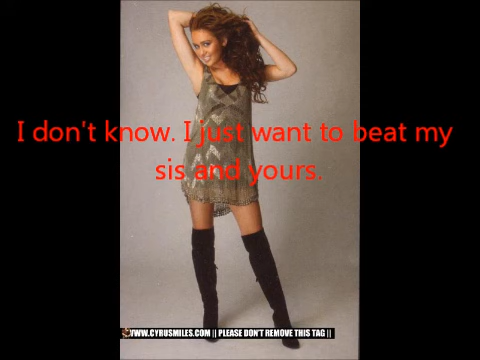 I don't know. I just want to beat my
sis and yours.
WWW.CYRUSMILES.COM || PLEASE DON'T REMOVE THIS TAG ||